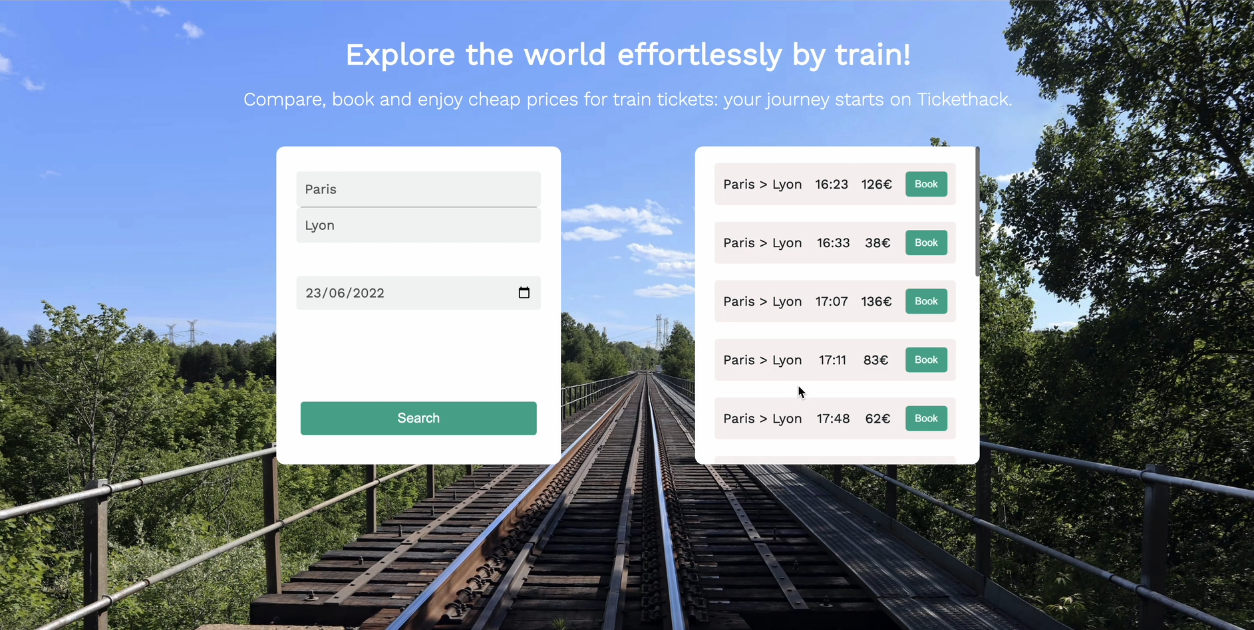 Explore the world effortlessly by train!
Compare, book and enjoy cheap prices for train tickets: your journey starts on Tickethack.
Paris
Lyon
23/06/2022
Search
Paris > Lyon 16:23 126€ Book
Paris > Lyon 16:33 38€ Book
Paris > Lyon 17:07 136€ Book
Paris > Lyon 17:11 83€ Book
Paris > Lyon 17:48 62€ Book